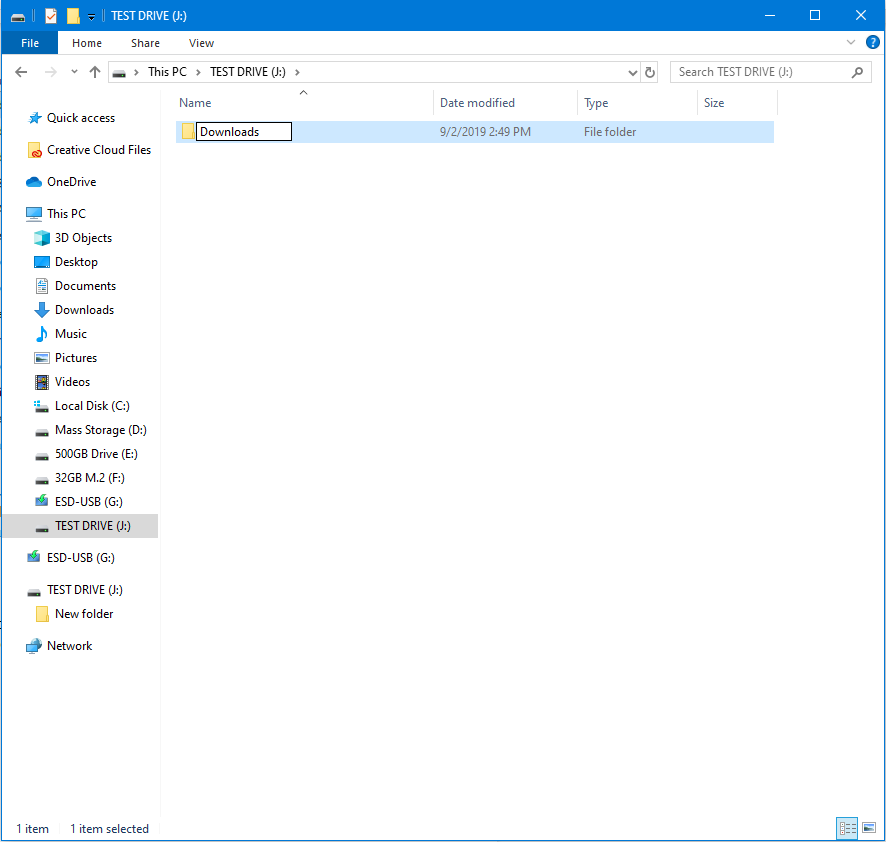 TEST DRIVE (J:)
File Home Share View
This PC TEST DRIVE (J:) Search TEST DRIVE (J:)
Name Date modified Type Size
Downloads 9/2/2019 2:49 PM File folder
Quick access
Creative Cloud Files
OneDrive
This PC
3D Objects
Desktop
Documents
Downloads
Music
Pictures
Videos
Local Disk (C:)
Mass Storage (D:)
500GB Drive (E:)
32GB M.2 (F:)
ESD-USB (G:)
TEST DRIVE (J:)
ESD-USB (G:)
TEST DRIVE (J:)
New folder
Network
1 item 1 item selected